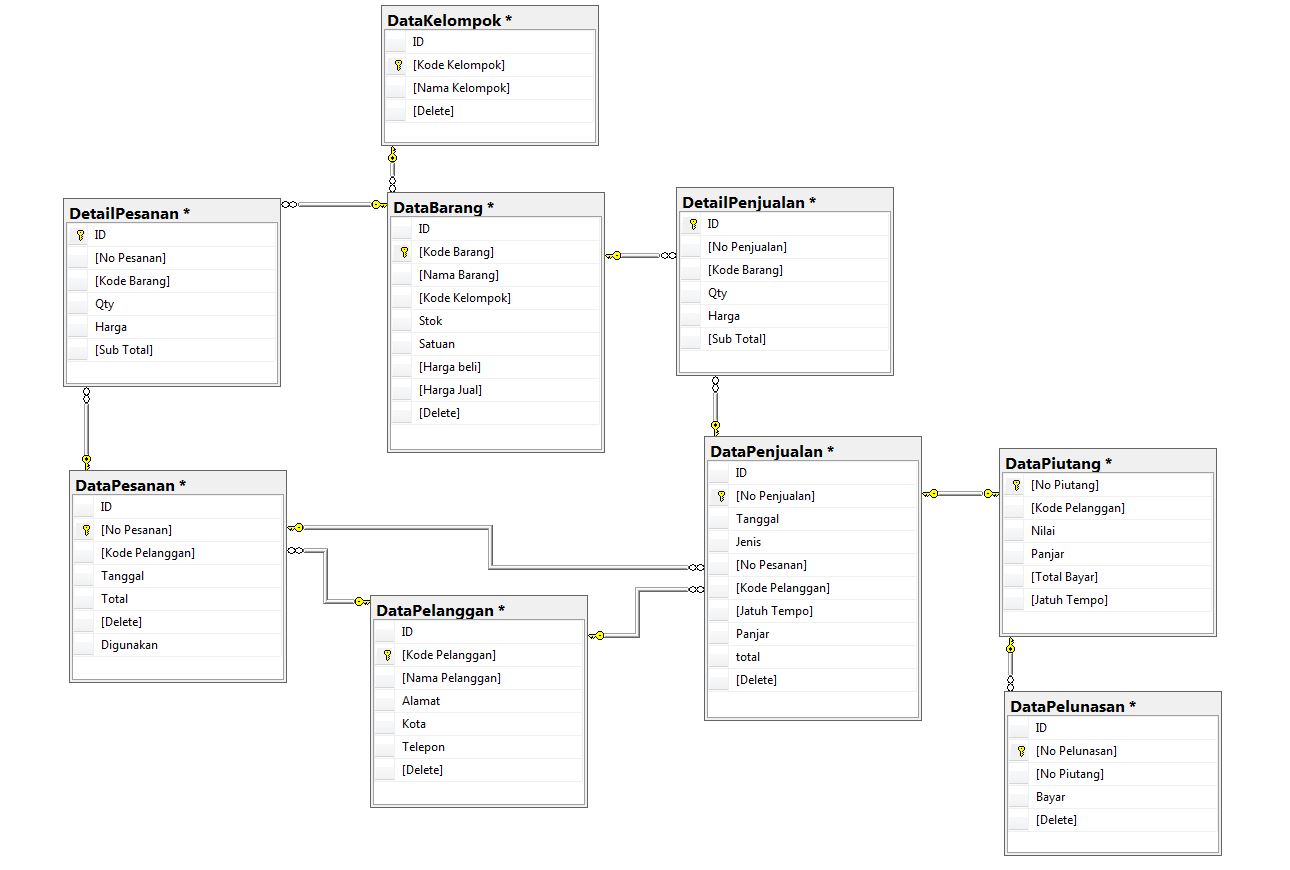 DataKelompok *
ID
[Kode Kelompok]
[Nama Kelompok]
[Delete]
DetailPesanan *
ID
[No Pesanan]
[Kode Barang]
Qty
Harga
[Sub Total]
DataBarang *
ID
[Kode Barang]
[Nama Barang]
[Kode Kelompok]
Stok
Satuan
[Harga beli]
[Harga Jual]
[Delete]
DetailPenjualan *
ID
[No Penjualan]
[Kode Barang]
Qty
Harga
[Sub Total]
DataPesanan *
ID
[No Pesanan]
[Kode Pelanggan]
Tanggal
Total
[Delete]
Digunakan
DataPelanggan *
ID
[Kode Pelanggan]
[Nama Pelanggan]
Alamat
Kota
Telepon
[Delete]
DataPenjualan *
ID
[No Penjualan]
Tanggal
Jenis
[No Pesanan]
[Kode Pelanggan]
[Jatuh Tempo]
Panjar
total
[Delete]
DataPiutang *
[No Piutang]
[Kode Pelanggan]
Nilai
Panjar
[Total Bayar]
[Jatuh Tempo]
DataPelunasan *
ID
[No Pelunasan]
[No Piutang]
Bayar
[Delete]